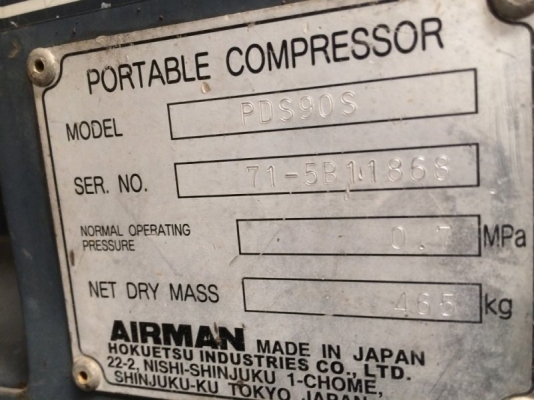 PORTABLE COMPRESSOR
MODEL PDS90S
SER. NO.
NORMAL OPERATING
PRESSURE 0.7 MPa
NET DRY MASS 465 kg
AIRMAN MADE IN JAPAN
HOKUETSU INDUSTRIES CO., LTD.
22-2, NISHI-SHINJUKU 1-CHOME,
SHINJUKU-KU TOKYO JAPAN